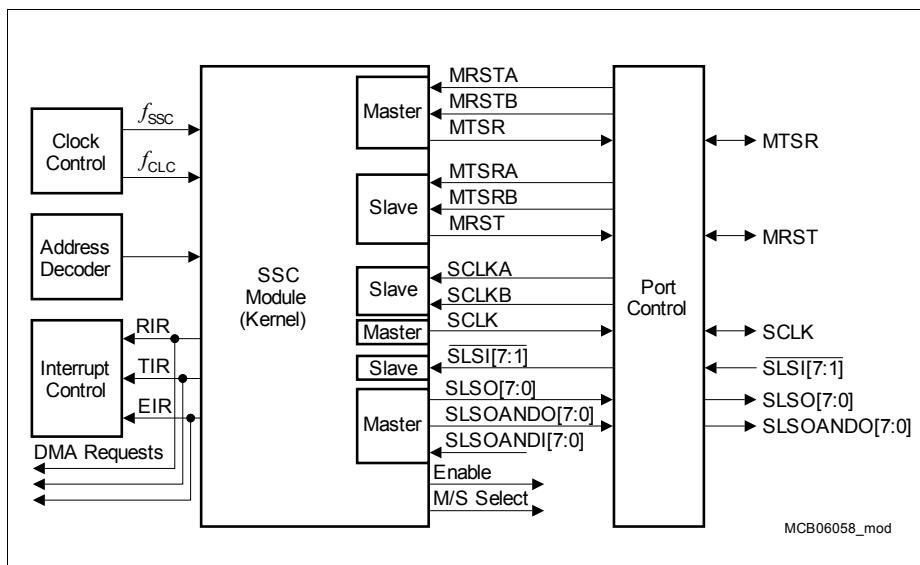 Clock
Control
fSSC
fCLC
Address
Decoder
Interrupt
Control
RIR
TIR
EIR
DMA Requests
SSC
Module
(Kernel)
Master
Slave
Slave
Master
Slave
Master
MRSTA
MRSTB
MTSR
MTSRA
MTSRB
MRST
SCLKA
SCLKB
SCLK
SLSI[7:1]
SLSO[7:0]
SLSOANDO[7:0]
SLSOANDI[7:0]
Enable
M/S Select
Port
Control
MTSR
MRST
SCLK
SLSI[7:1]
SLSO[7:0]
SLSOANDO[7:0]
MCB06058_mod